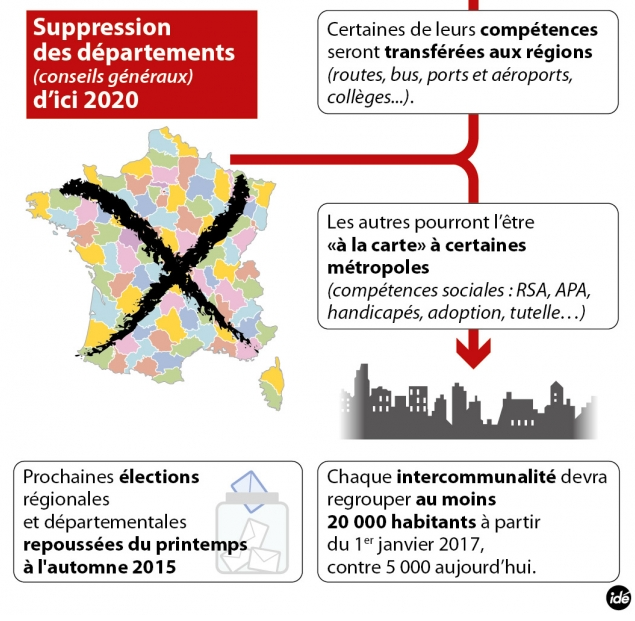 Suppression
des départements
(conseils généraux)
d'ici 2020
Certaines de leurs compétences
seront transférées aux régions
(routes, bus, ports et aéroports,
collèges...).
Les autres pourront l'être
«à la carte» à certaines
métropoles
(compétences sociales : RSA, APA,
handicapés, adoption, tutelle...)
Prochaines élections
régionales
et départementales
repoussées du printemps
à l'automne 2015
Chaque intercommunalité devra
regrouper au moins
20 000 habitants à partir
du 1er janvier 2017,
contre 5 000 aujourd'hui.
idé